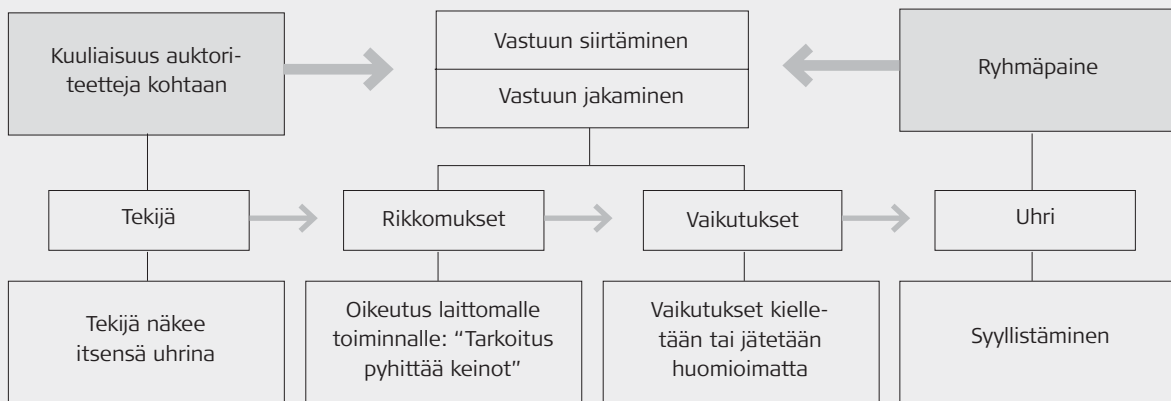 Kuuliaisuus auktori-
teetteja kohtaan
Vastuun siirtäminen
Vastuun jakaminen
Ryhmäpaine
Tekijä
Rikkomukset
Vaikutukset
Uhri
Tekijä näkee
itsensä uhrina
Oikeutus laittomalle
toiminnalle: “Tarkoitus
pyhittää keinot”
Vaikutukset kielle-
tään tai jätetään
huomioimatta
Syyllistäminen